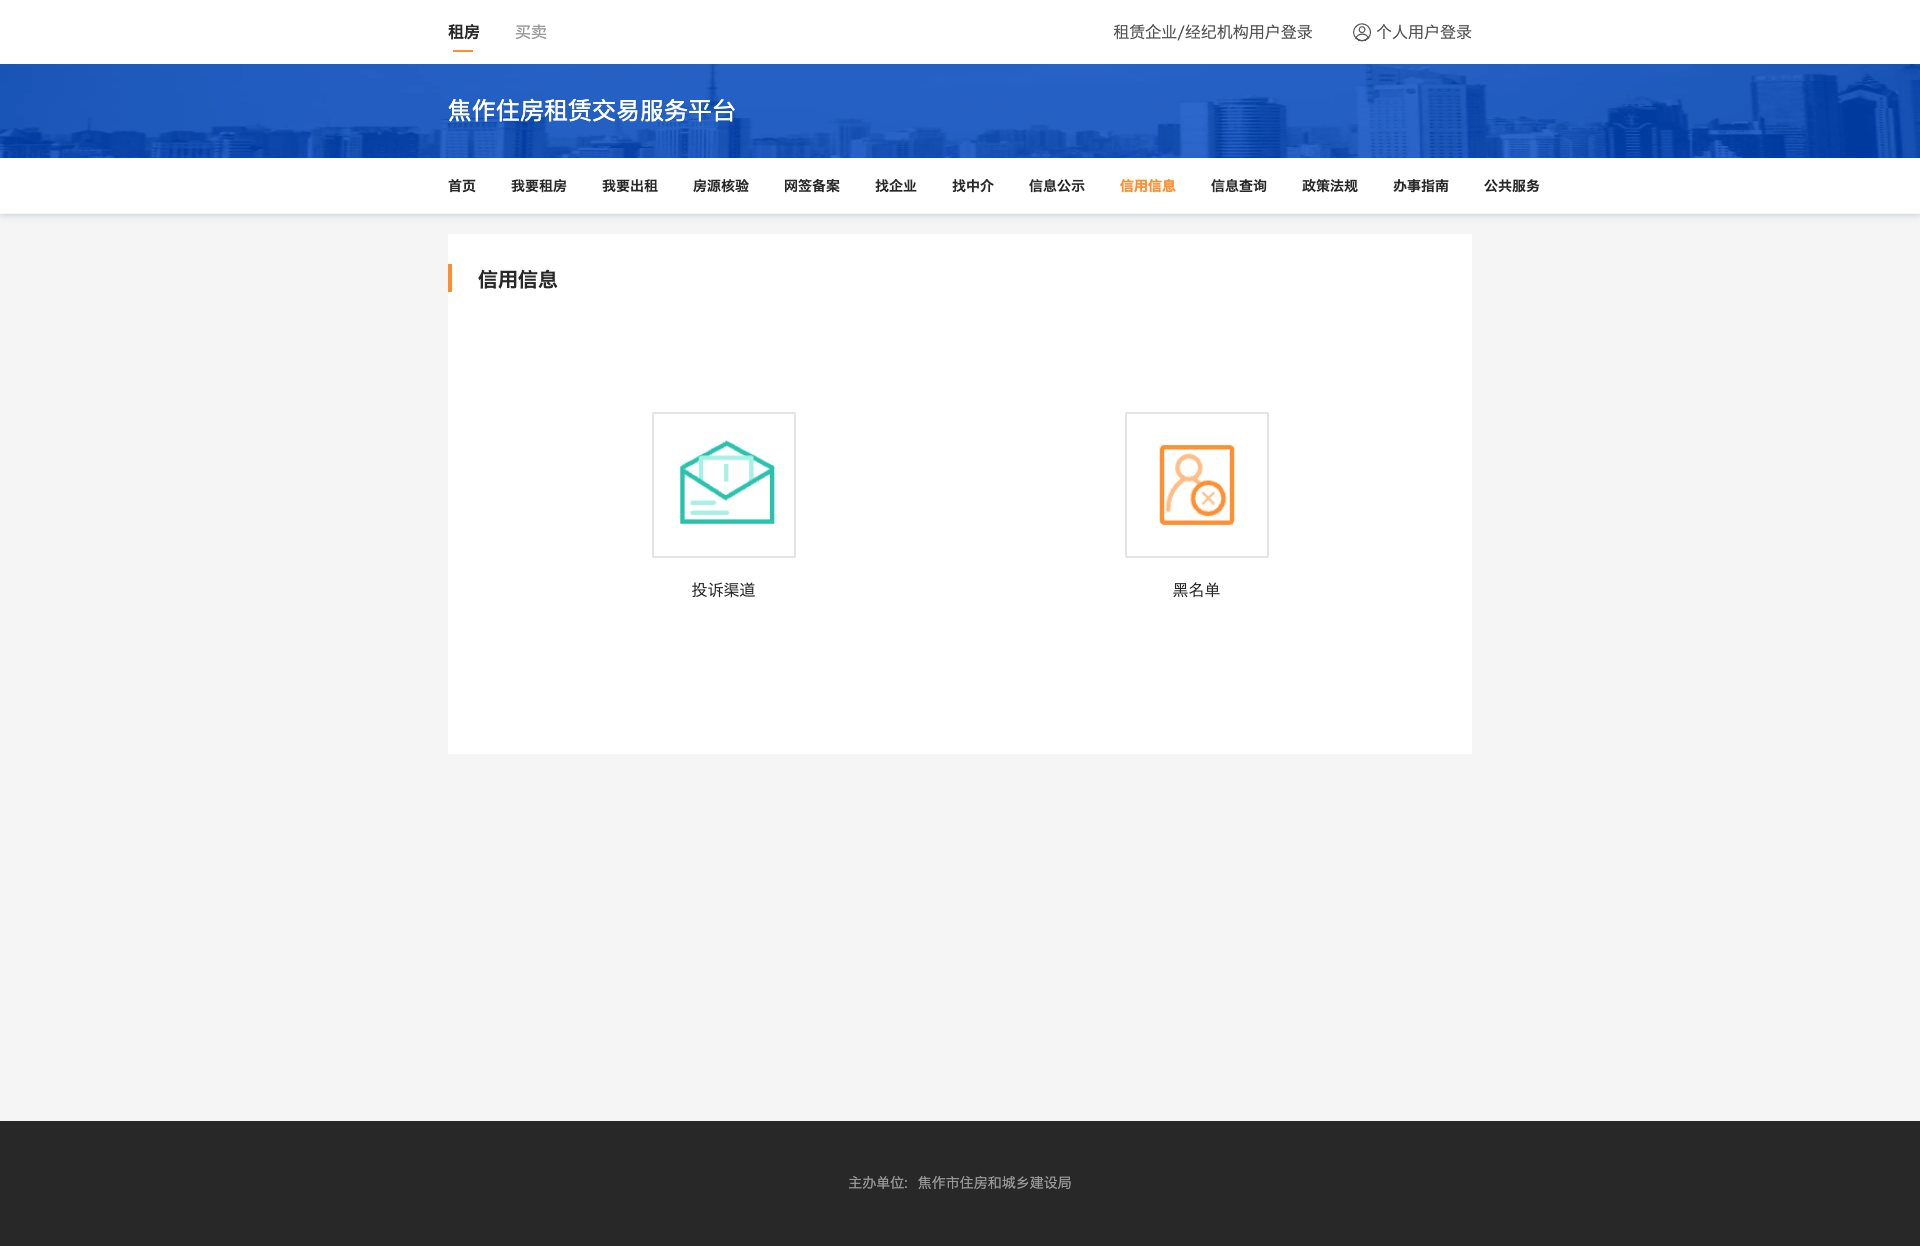 租房 买卖 租赁企业/经纪机构用户登录 个人用户登录
焦作住房租赁交易服务平台
首页 我要租房 我要出租 房源核验 网签备案 找企业 找中介 信息公示 信用信息 信息查询 政策法规 办事指南 公共服务
信用信息
投诉渠道 黑名单
主办单位: 焦作市住房和城乡建设局